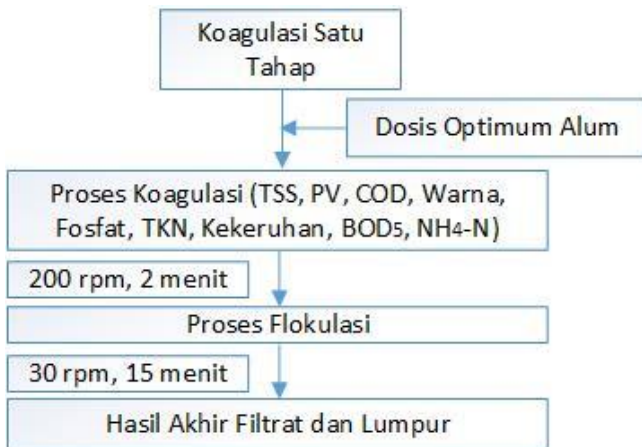 Koagulasi Satu
Tahap
Dosis Optimum Alum
Proses Koagulasi (TSS, PV, COD, Warna,
Fosfat, TKN, Kekeruhan, BOD5, NH4-N)
200 rpm, 2 menit
Proses Flokulasi
30 rpm, 15 menit
Hasil Akhir Filtrat dan Lumpur